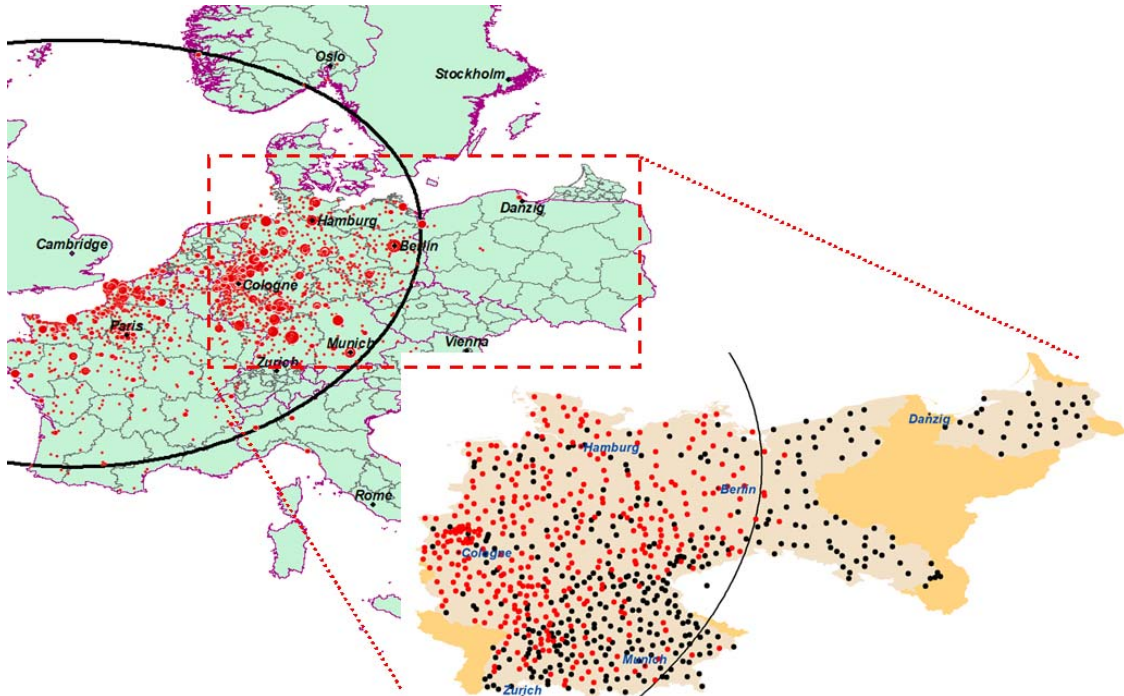 Oslo
Stockholm
Danzig
Hamburg
Berlin
Cambridge
Cologne
Paris
Munich
Vienna
Zurich
Rome
Danzig
Hamburg
Berlin
Cologne
Munich
Zurich